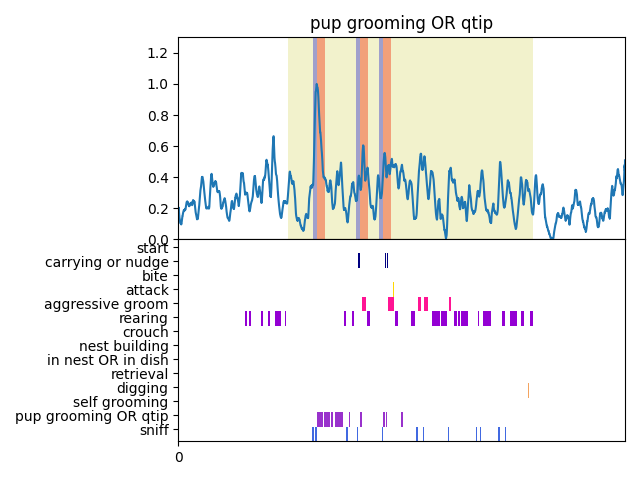 pup grooming OR qtip
1.2
1.0
0.8
0.6
0.4
0.2
0.0
start
carrying or nudge
bite
attack
aggressive groom
rearing
crouch
nest building
in nest OR in dish
retrieval
digging
self grooming
pup grooming OR qtip
sniff
0